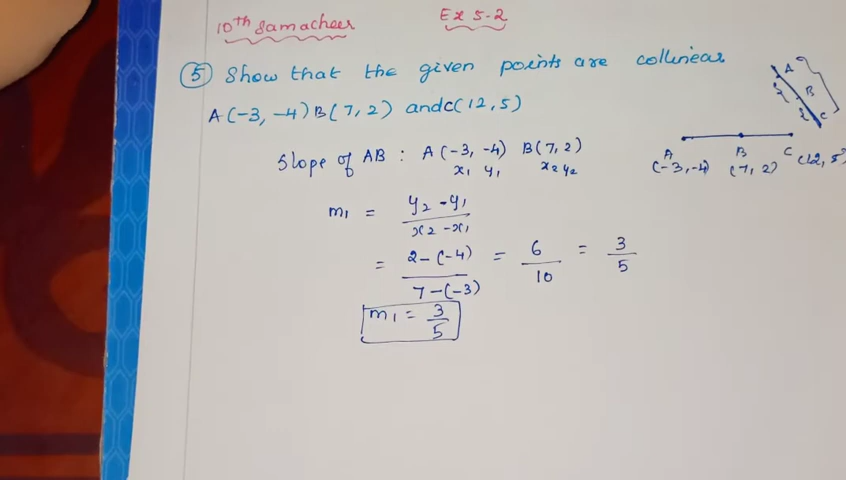 10th Samacheer Ex 5-2
5 Show that the given points are collinear
A(-3, -4) B(7, 2) and C(12, 5)
A
B
C
A B C
(-3, -4) (7, 2) (12, 5)
Slope of AB : A(-3, -4) B(7, 2)
x₁ y₁ x₂ y₂
m₁ = y₂ - y₁ / x₂ - x₁
= 2-(-4) / 7-(-3) = 6/10 = 3/5
m₁ = 3/5